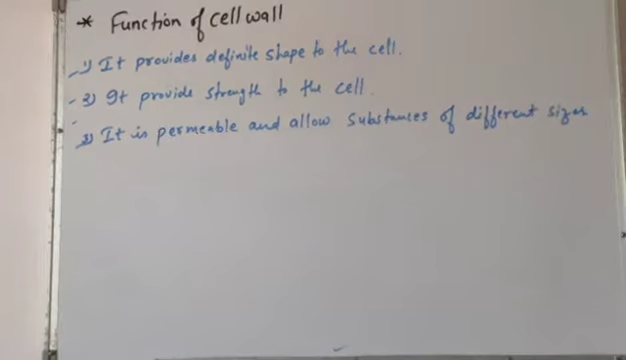 * Function of cell wall
1) It provides definite shape to the cell.
2) It provide strength to the cell.
3) It is permeable and allow substances of different sizes